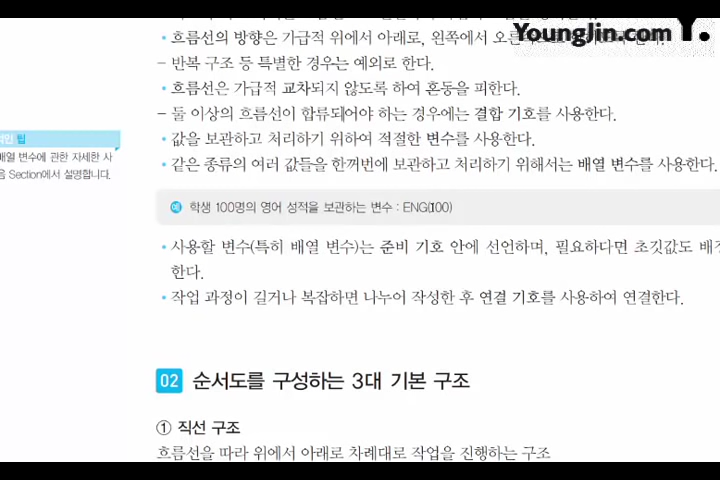 Younglin.com Y.
• 흐름선의 방향은 가급적 위에서 아래로, 왼쪽에서 오른
– 반복 구조 등 특별한 경우는 예외로 한다.
• 흐름선은 가급적 교차되지 않도록 하여 혼동을 피한다.
– 둘 이상의 흐름선이 합류되어야 하는 경우에는 결합 기호를 사용한다.
• 값을 보관하고 처리하기 위하여 적절한 변수를 사용한다.
• 같은 종류의 여러 값들을 한꺼번에 보관하고 처리하기 위해서는 배열 변수를 사용한다.
팁
배열 변수에 관한 자세한 사
음 Section에서 설명합니다.
예 학생 100명의 영어 성적을 보관하는 변수 : ENG(100)
• 사용할 변수(특히 배열 변수)는 준비 기호 안에 선언하며, 필요하다면 초깃값도 배정
한다.
• 작업 과정이 길거나 복잡하면 나누어 작성한 후 연결 기호를 사용하여 연결한다.
02 순서도를 구성하는 3대 기본 구조
① 직선 구조
흐름선을 따라 위에서 아래로 차례대로 작업을 진행하는 구조